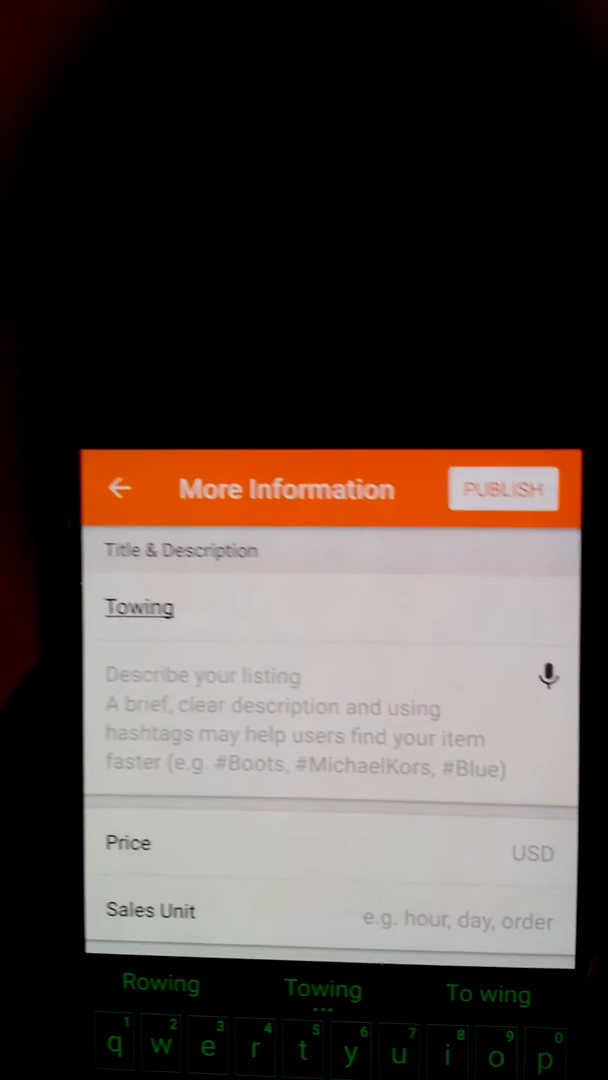 More Information
PUBLISH
Title & Description
Towing
Describe your listing
A brief, clear description and using
hashtags may help users find your item
faster (e.g. #Boots, #MichaelKors, #Blue)
Price
USD
Sales Unit
e.g. hour, day, order
Rowing
Towing
To wing
1 2 3 4 5 6 7 8 9 0
q w e r t y u i o p